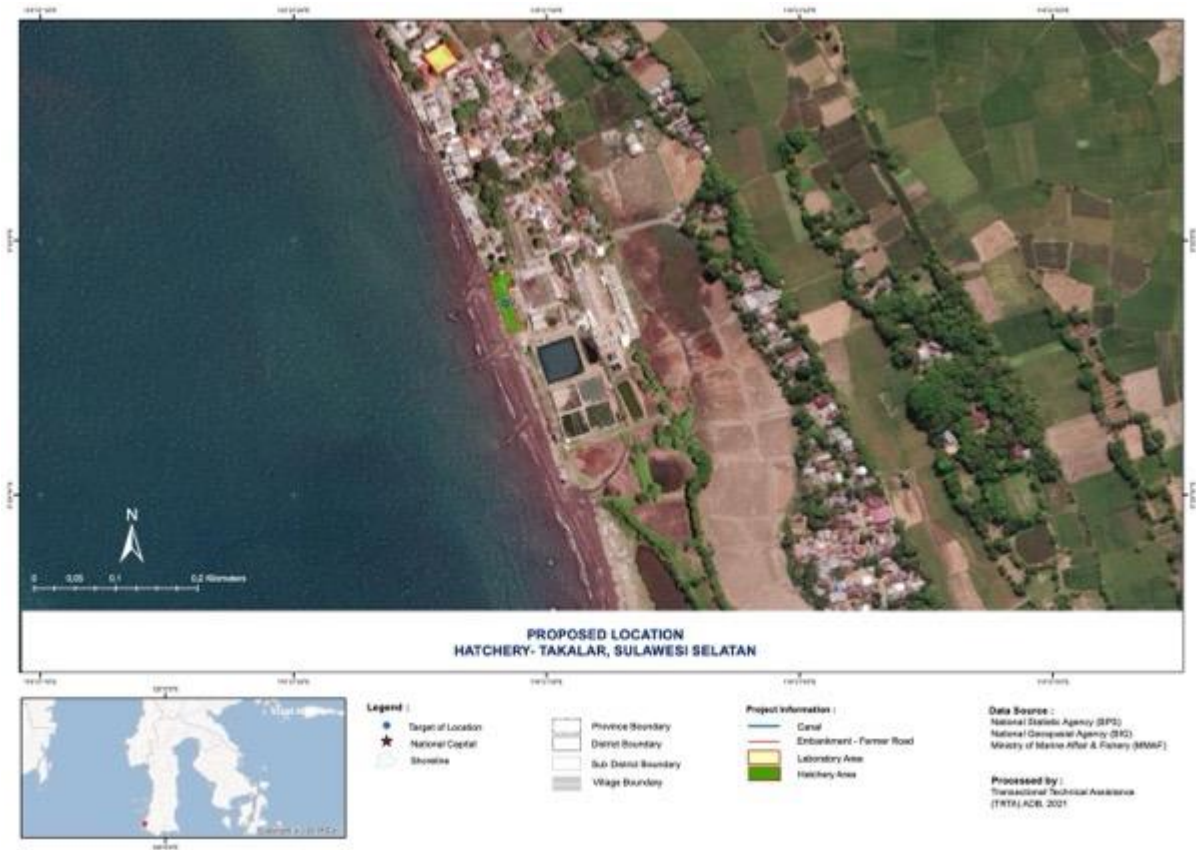 N
0 0,05 0,1 0,2 Kilometers
PROPOSED LOCATION
HATCHERY- TAKALAR, SULAWESI SELATAN
Legend :
Target of Location
National Capital
Shoreline
Province Boundary
District Boundary
Sub District Boundary
Village Boundary
Project Information :
Canal
Embankment - Farmer Road
Laboratory Area
Hatchery Area
Data Source :
National Statistic Agency (BPS)
National Geospasial Agency (BIG)
Ministry of Marine Affair & Fishery (MMAF)
Processed by :
Transactional Technical Assistance
(TRTA) ADB, 2021